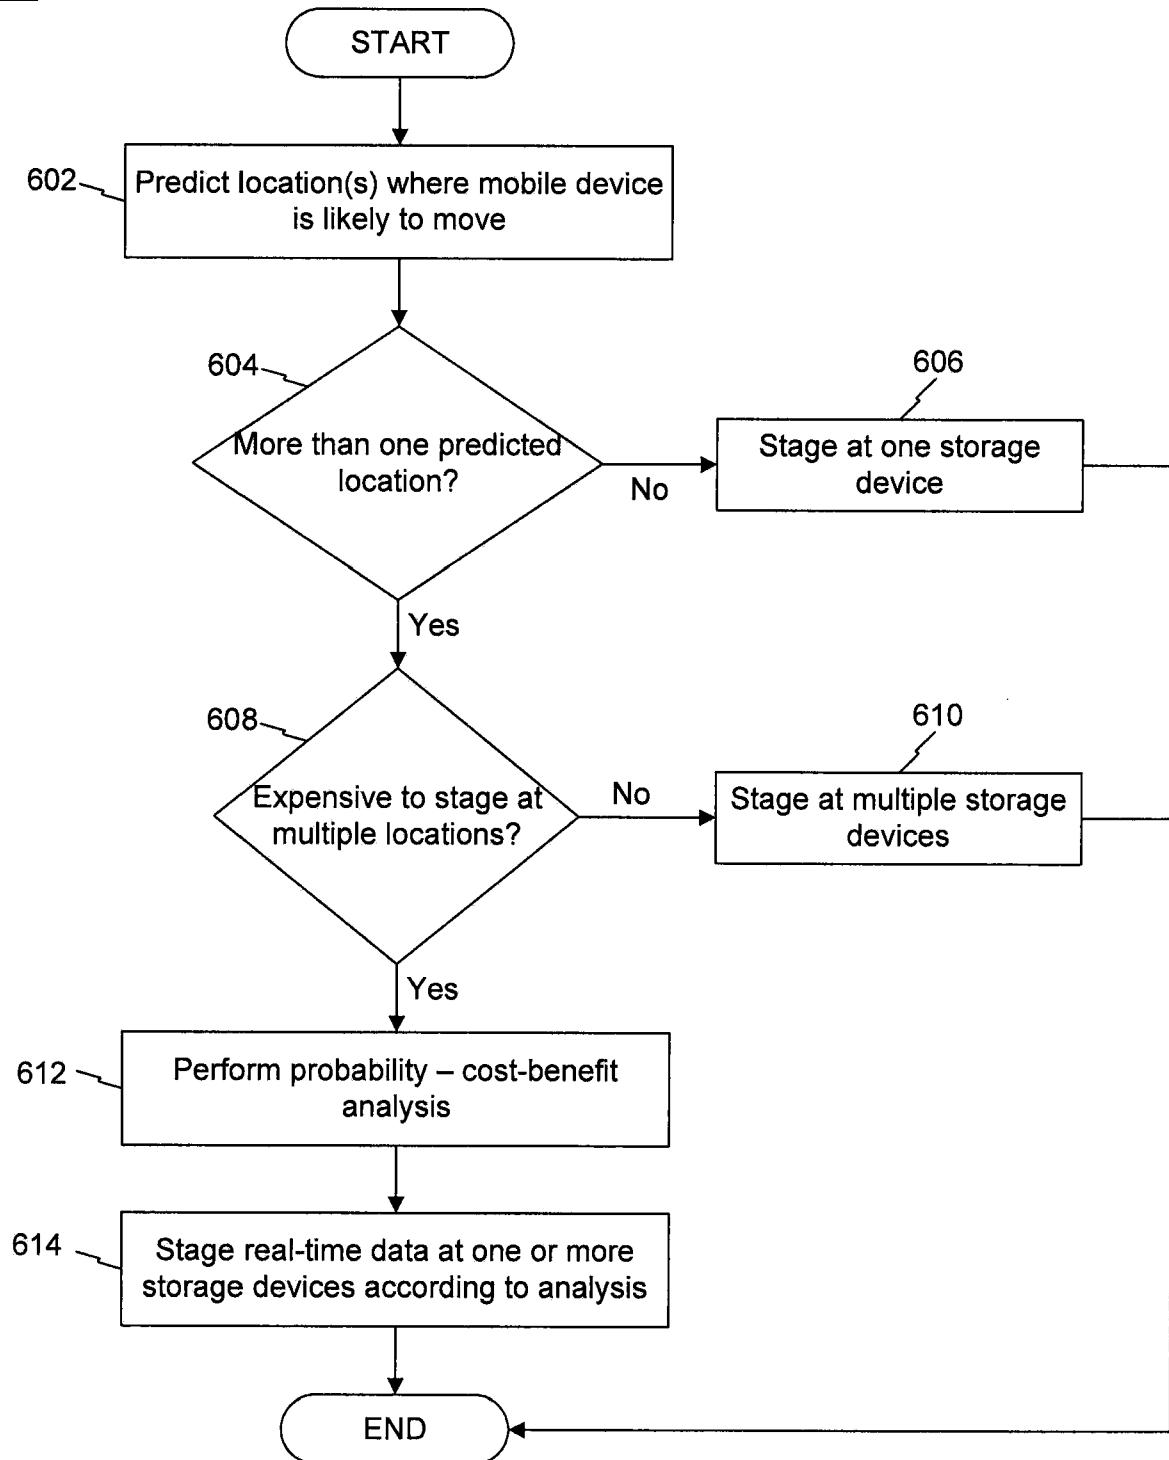 START
602
Predict location(s) where mobile device
is likely to move
604
More than one predicted
location?
No
606
Stage at one storage
device
Yes
608
Expensive to stage at
multiple locations?
No
610
Stage at multiple storage
devices
Yes
612
Perform probability – cost-benefit
analysis
614
Stage real-time data at one or more
storage devices according to analysis
END